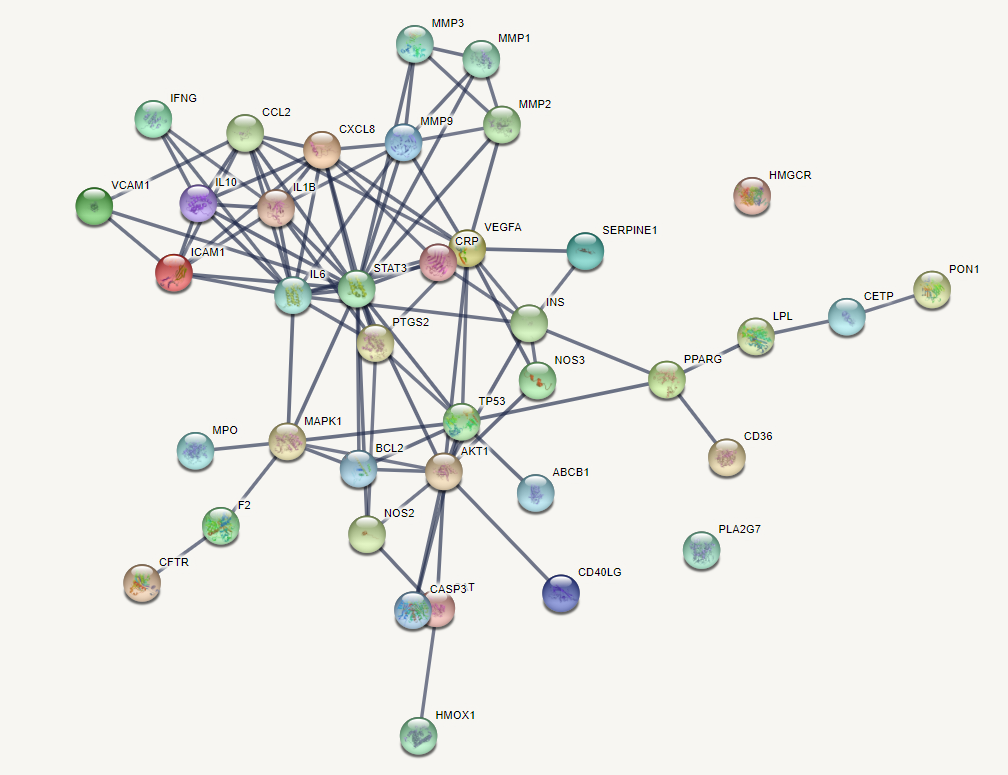 MMP3
MMP1
IFNG
MMP2
CCL2
MMP9
CXCL8
HMGCR
VCAM1
IL10
IL1B
VEGFA
SERPINE1
CRP
ICAM1
IL6
STAT3
PON1
CETP
INS
LPL
PTGS2
NOS3
PPARG
TP53
MPO
MAPK1
BCL2
AKT1
CD36
ABCB1
F2
NOS2
PLA2G7
CFTR
CD40LG
CASP3
HMOX1